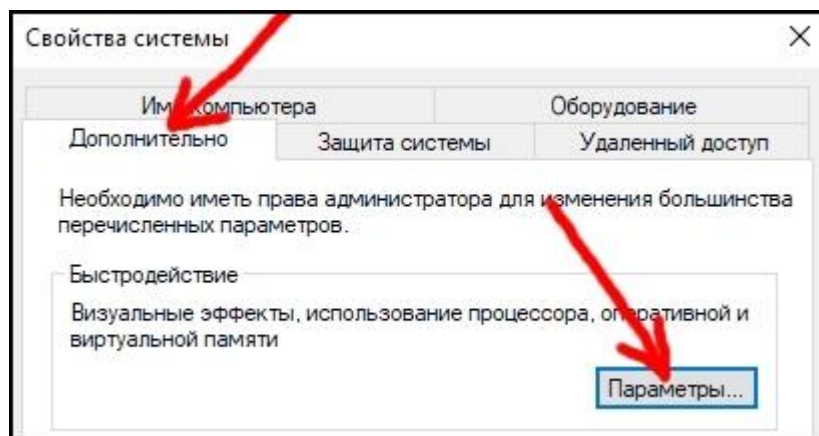 Свойства системы
Имя компьютера
Оборудование
Дополнительно
Защита системы
Удаленный доступ
Необходимо иметь права администратора для изменения большинства
перечисленных параметров.
Быстродействие
Визуальные эффекты, использование процессора, оперативной и
виртуальной памяти
Параметры...